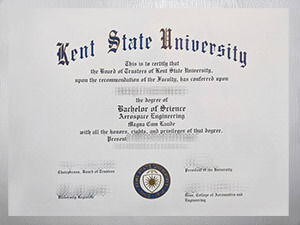 Kent State University
This is to certify that
the Board of Trustees of Kent State University,
upon the recommendation of the Faculty, has conferred upon
the degree of
Bachelor of Science
Aerospace Engineering
Magna Cum Laude
with all the honors, rights, and privileges of that degree.
Present
Chairperson, Board of Trustees
President of the University
University Registrar
Dean, College of Aeronautics and
Engineering